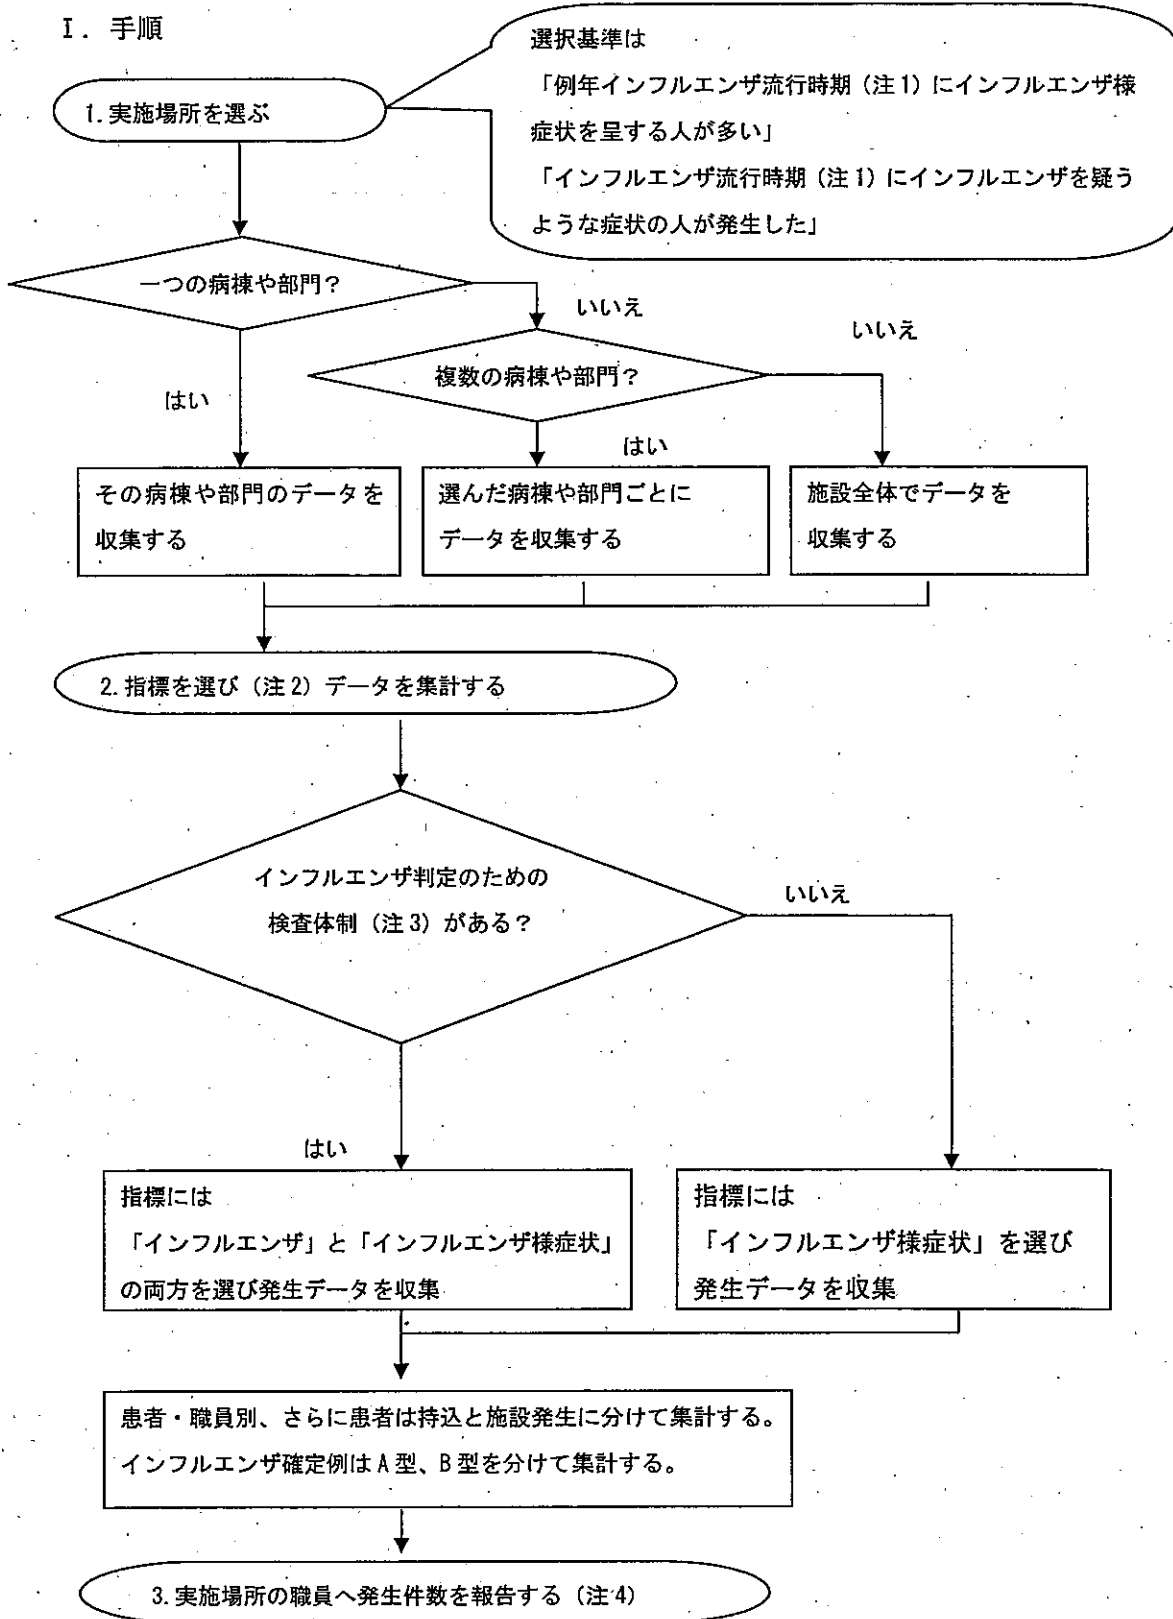 I. 手順
選択基準は
「例年インフルエンザ流行時期（注1）にインフルエンザ様
症状を呈する人が多い」
「インフルエンザ流行時期（注1）にインフルエンザを疑う
ような症状の人が発生した」
1. 実施場所を選ぶ
一つの病棟や部門？
いいえ
いいえ
複数の病棟や部門？
はい
はい
その病棟や部門のデータを
収集する
選んだ病棟や部門ごとに
データを収集する
施設全体でデータを
収集する
2. 指標を選び（注2）データを集計する
インフルエンザ判定のための
検査体制（注3）がある？
いいえ
はい
指標には
「インフルエンザ」と「インフルエンザ様症状」
の両方を選び発生データを収集
指標には
「インフルエンザ様症状」を選び
発生データを収集
患者・職員別、さらに患者は持込と施設発生に分けて集計する。
インフルエンザ確定例はA型、B型を分けて集計する。
3. 実施場所の職員へ発生件数を報告する（注4）